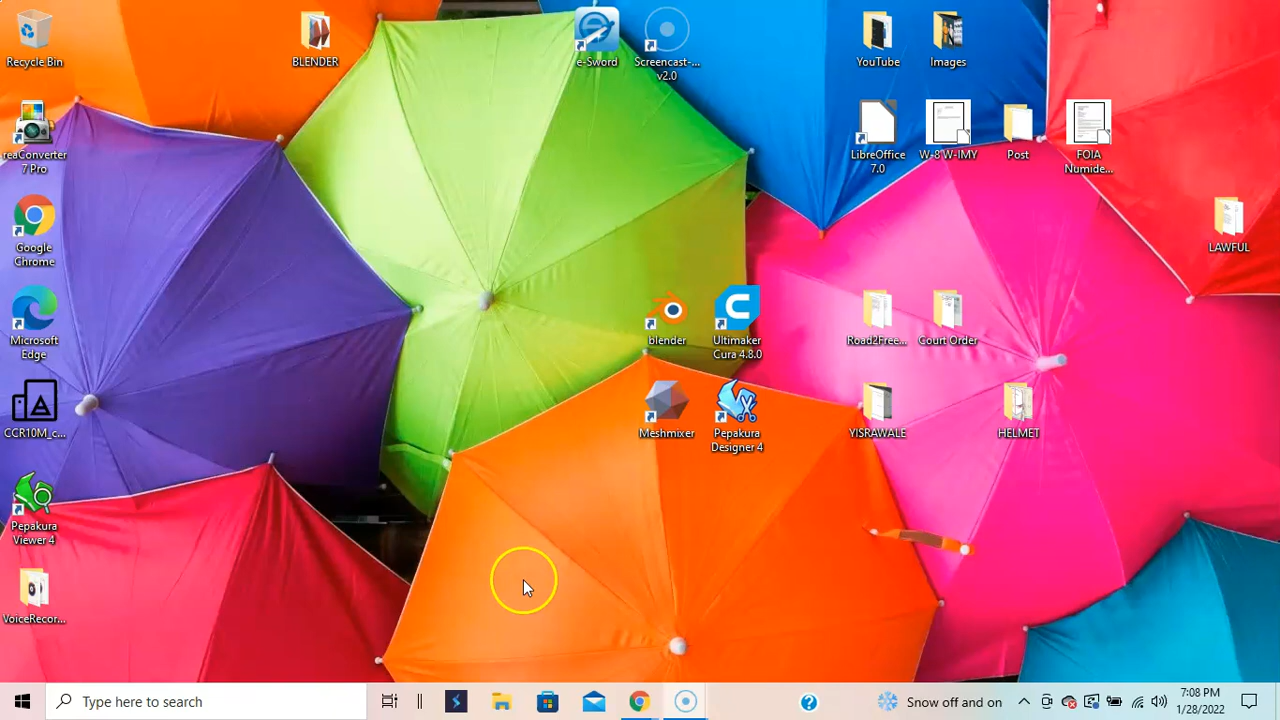 Recycle Bin
BLENDER
e-Sword
Screencast-...
v2.0
YouTube
Images
reaConverter
7 Pro
LibreOffice
7.0
W-8 W-IMY
Post
FOIA
Numide...
Google
Chrome
LAWFUL
Microsoft
Edge
blender
Ultimaker
Cura 4.8.0
Road2Free...
Court Order
CCR10M_c...
Meshmixer
Pepakura
Designer 4
YISRAWALE
HELMET
Pepakura
Viewer 4
VoiceRecor...
Type here to search
Snow off and on
7:08 PM
1/28/2022